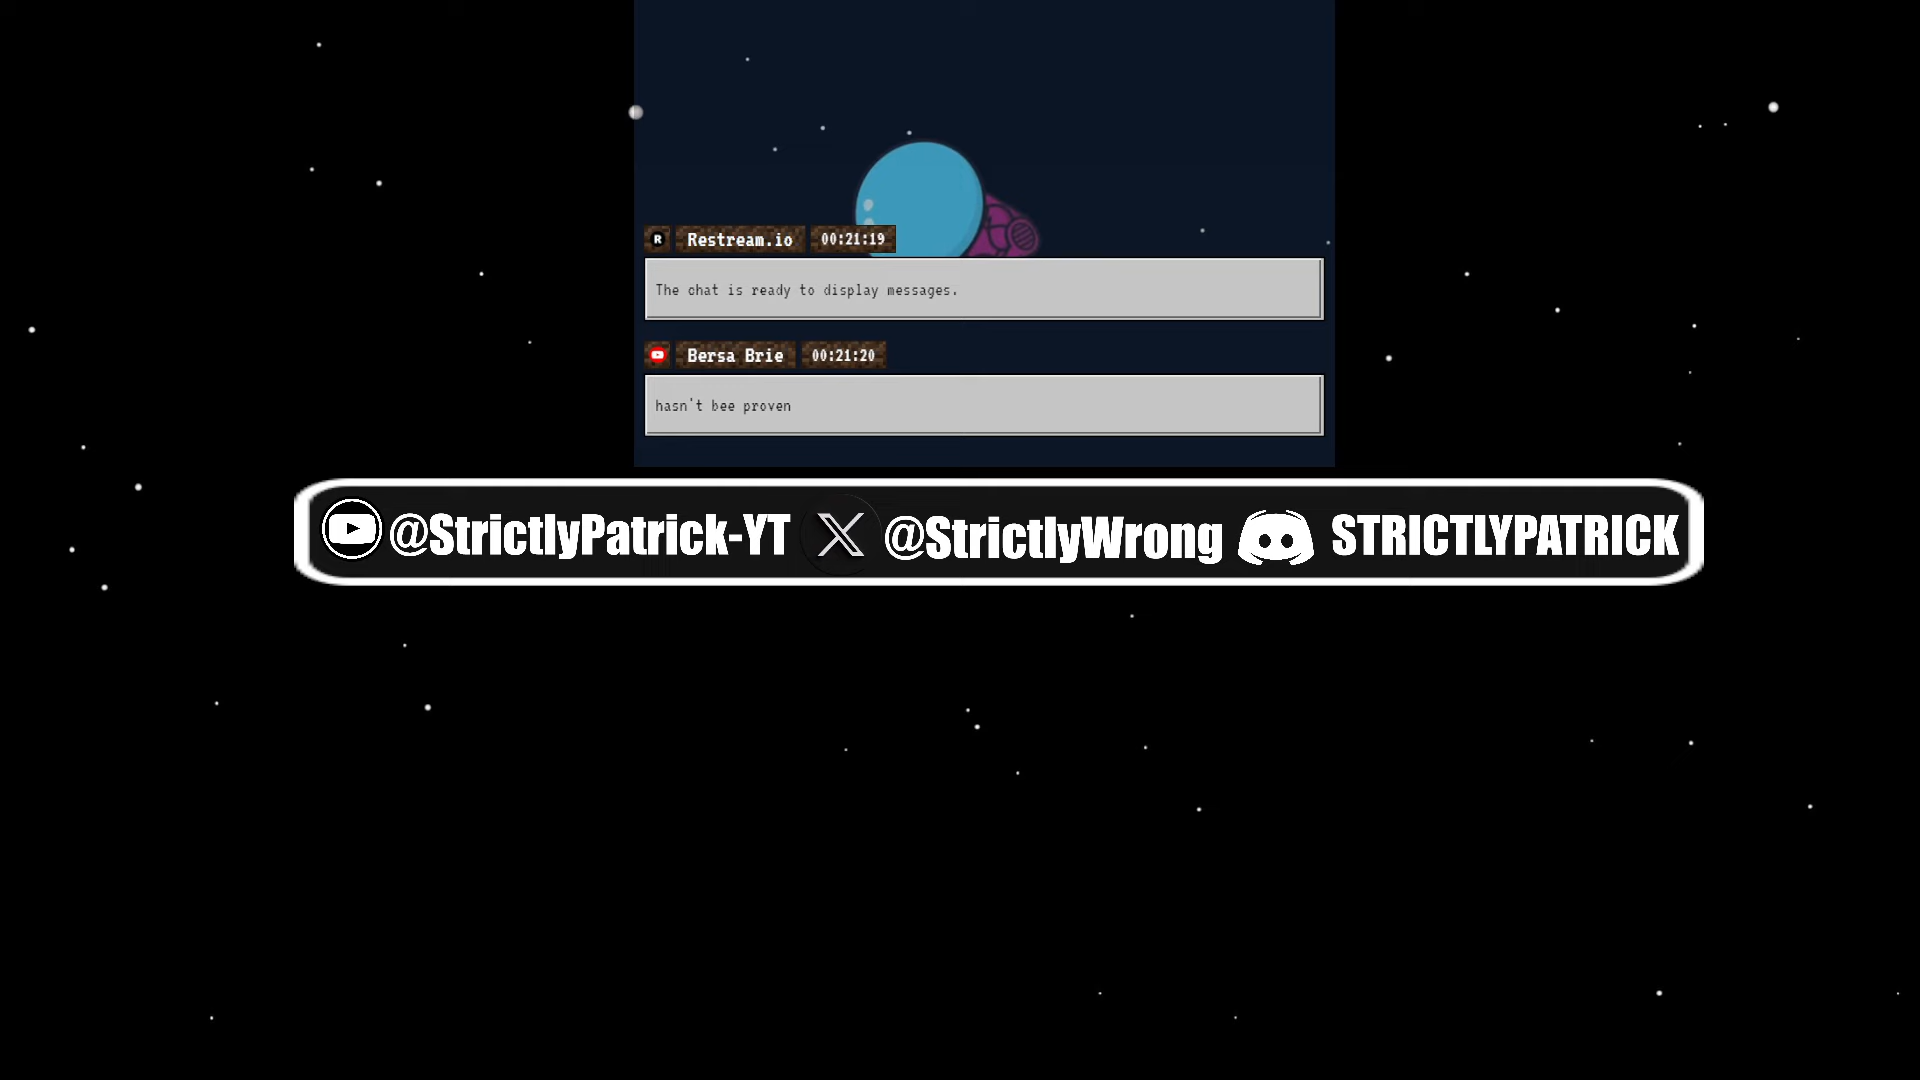 R Restream.io 00:21:19
The chat is ready to display messages.
Bersa Brie 00:21:20
hasn't bee proven
@StrictlyPatrick-YT X @StrictlyWrong STRICTLYPATRICK